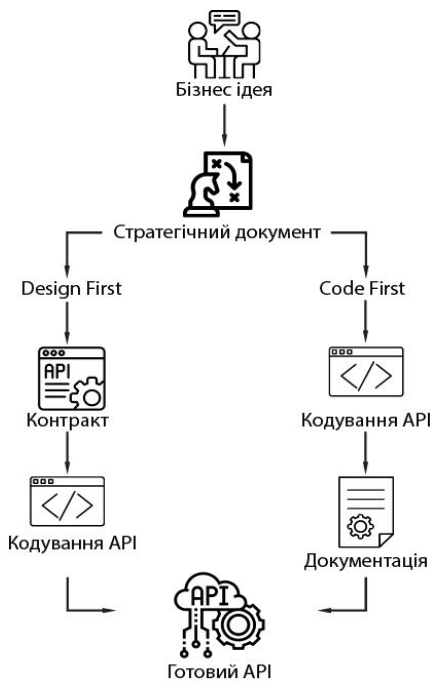 Бізнес ідея
Стратегічний документ
Design First
Code First
API
Контракт
Кодування API
Кодування API
Документація
API
Готовий API